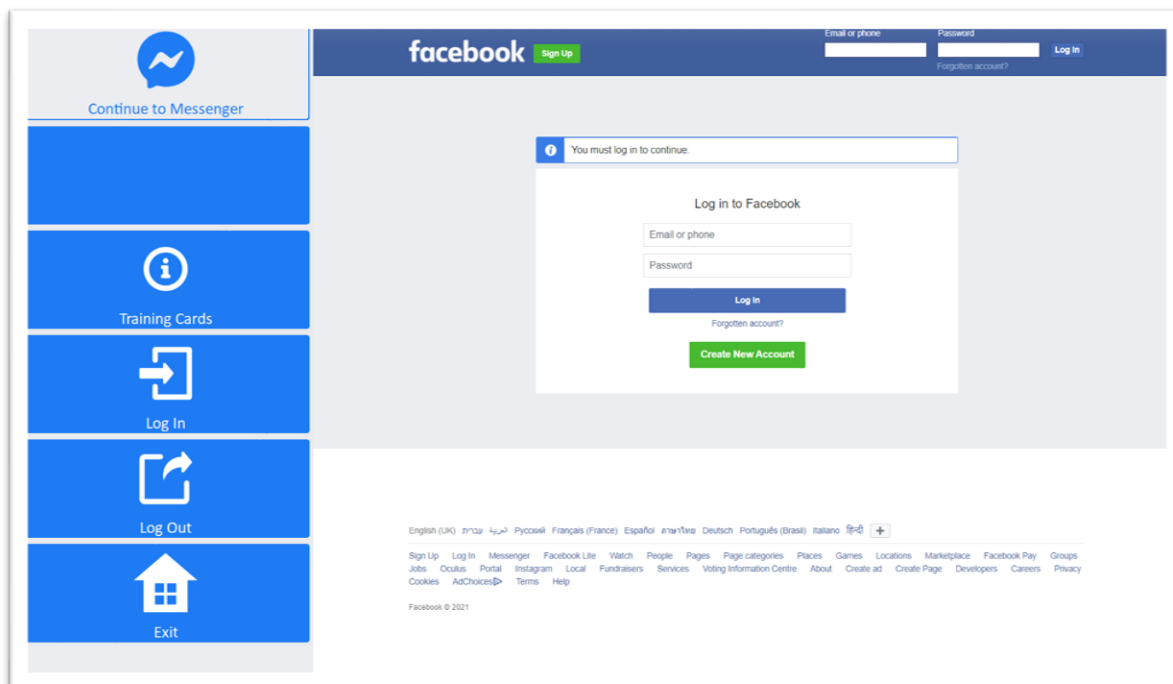 Continue to Messenger
Training Cards
Log In
Log Out
Exit
facebook Sign Up
Email or phone Password
Log In
Forgotten account?
You must log in to continue.
Log in to Facebook
Email or phone
Password
Log In
Forgotten account?
Create New Account
English (UK) עברית العربية Русский Français (France) Español ภาษาไทย Deutsch Português (Brasil) Italiano हिन्दी +
Sign Up Log In Messenger Facebook Lite Watch People Pages Page categories Places Games Locations Marketplace Facebook Pay Groups
Jobs Oculus Portal Instagram Local Fundraisers Services Voting Information Centre About Create ad Create Page Developers Careers Privacy
Cookies AdChoices Terms Help
Facebook © 2021